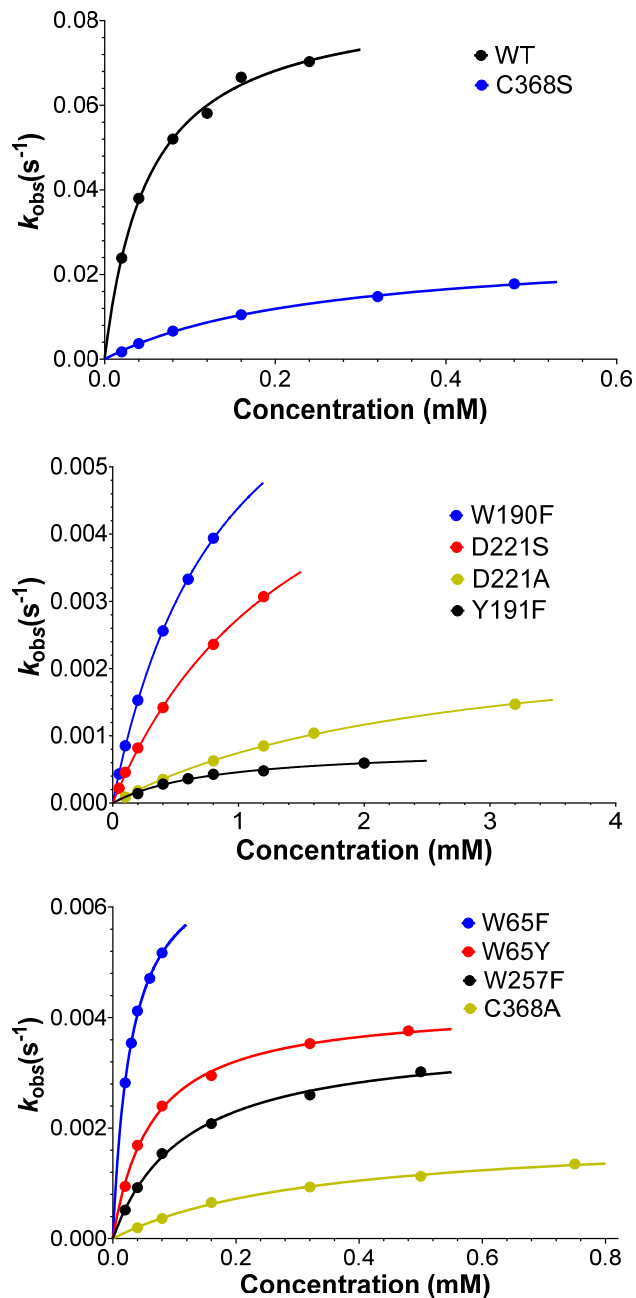 0.08
WT
C368S
0.06
0.04
0.02
0.00
kobs(s-1)
0.0 0.2 0.4 0.6
Concentration (mM)
0.005
W190F
D221S
D221A
Y191F
0.004
0.003
0.002
0.001
0.000
kobs(s-1)
0 1 2 3 4
Concentration (mM)
0.006
W65F
W65Y
W257F
C368A
0.004
0.002
0.000
kobs(s-1)
0.0 0.2 0.4 0.6 0.8
Concentration (mM)